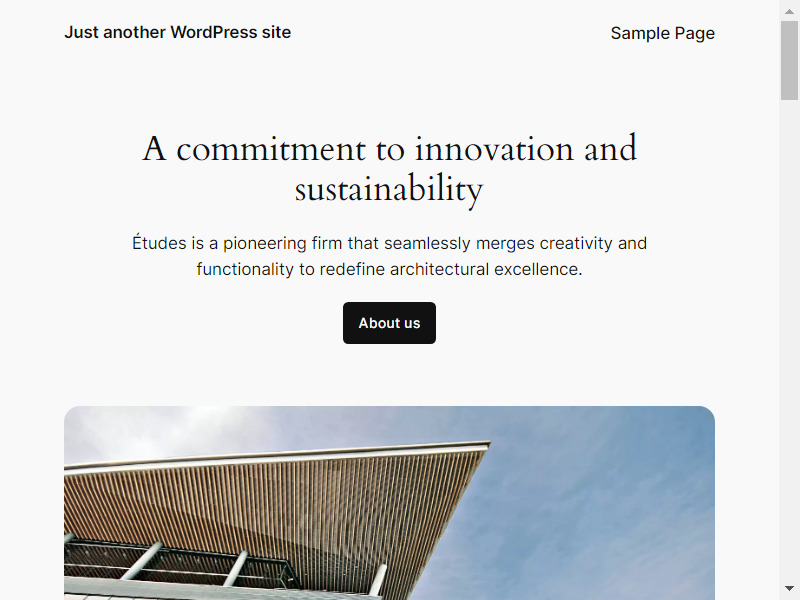 Just another WordPress site
Sample Page
A commitment to innovation and
sustainability
Études is a pioneering firm that seamlessly merges creativity and
functionality to redefine architectural excellence.
About us